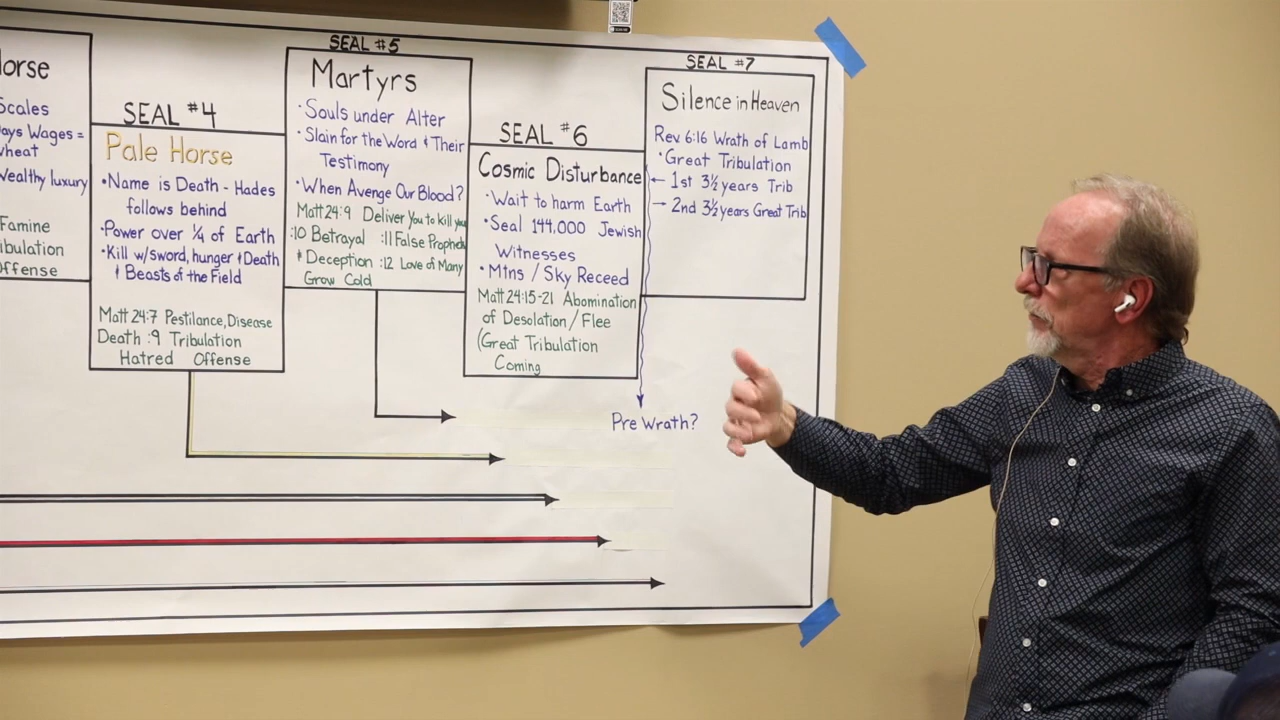 orse
Scales
ays Wages =
heat
Wealthy luxury
Famine
ibulation
Offense
SEAL #4
Pale Horse
•Name is Death - Hades
follows behind
•Power over ¼ of Earth
•Kill w/sword, hunger & Death
& Beasts of the Field
Matt 24:7 Pestilance, Disease
Death :9 Tribulation
Hatred Offense
SEAL #5
Martyrs
•Souls under Alter
•Slain for the Word & Their
Testimony
•When Avenge Our Blood?
Matt 24:9 Deliver You to kill you
:10 Betrayal :11 False Prophets
& Deception :12 Love of Many
Grow Cold
SEAL #6
Cosmic Disturbance
•Wait to harm Earth
•Seal 144,000 Jewish
Witnesses
•Mtns / Sky Receed
Matt 24:15-21 Abomination
of Desolation / Flee
(Great Tribulation
Coming
SEAL #7
Silence in Heaven
Rev 6:16 Wrath of Lamb
•Great Tribulation
← 1st 3½ years Trib
→ 2nd 3½ years Great Trib
Pre Wrath?